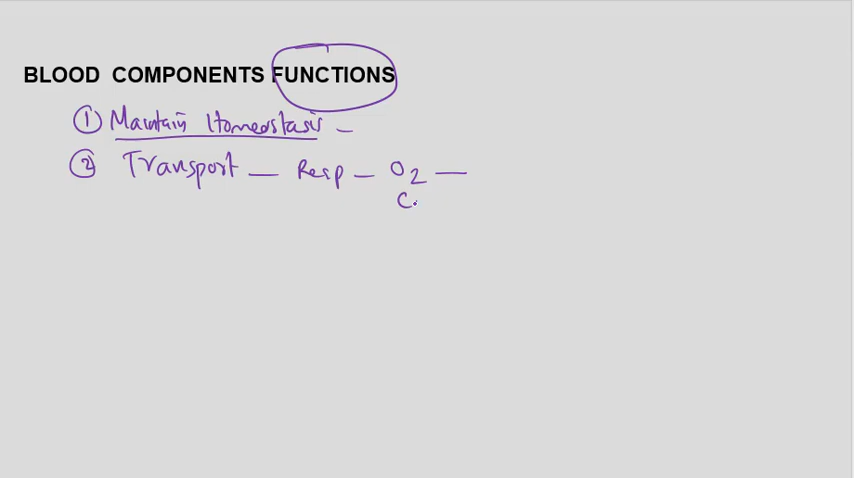 BLOOD COMPONENTS FUNCTIONS
① Maintain Homeostasis –
② Transport — Resp — O2 —
C